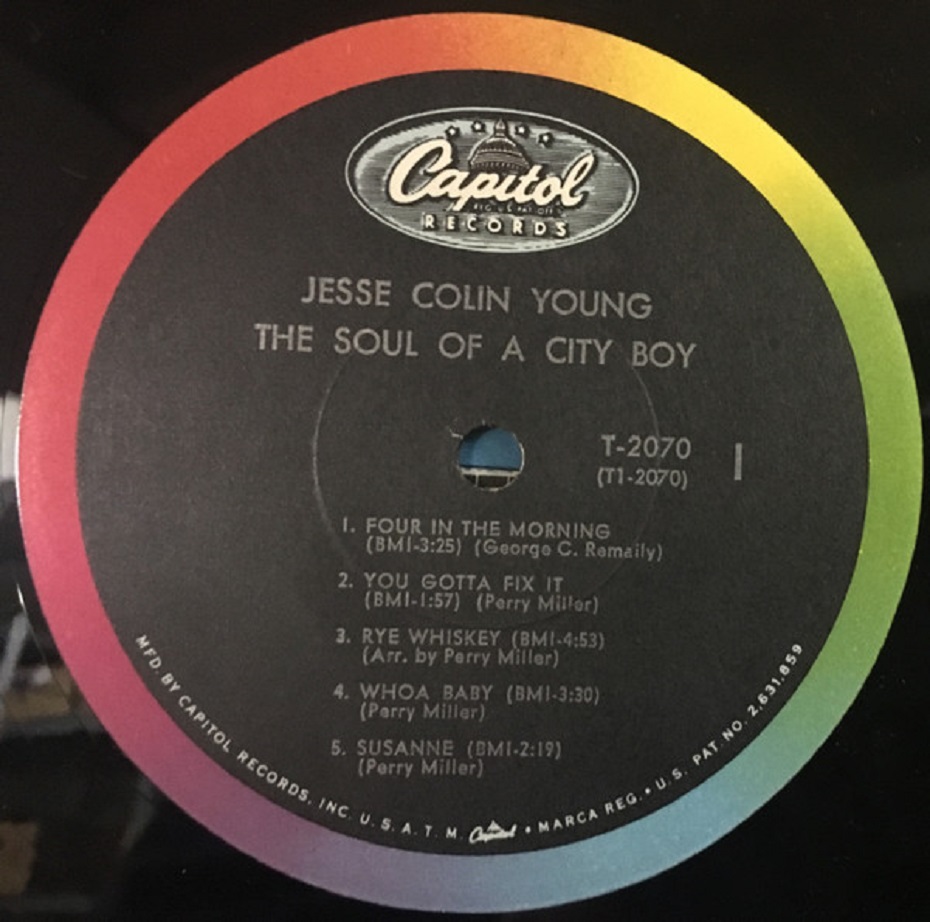 Capitol
REG. U.S. PAT. OFF.
RECORDS
JESSE COLIN YOUNG
THE SOUL OF A CITY BOY
T-2070 1
(T1-2070)
1. FOUR IN THE MORNING
(BMI-3:25) (George C. Remaily)
2. YOU GOTTA FIX IT
(BMI-1:57) (Perry Miller)
3. RYE WHISKEY (BMI-4:53)
(Arr. by Perry Miller)
4. WHOA BABY (BMI-3:30)
(Perry Miller)
5. SUSANNE (BMI-2:19)
(Perry Miller)
MFD. BY CAPITOL RECORDS, INC. U.S.A. T.M. Capitol • MARCA REG. • U.S. PAT. NO. 2,631,859